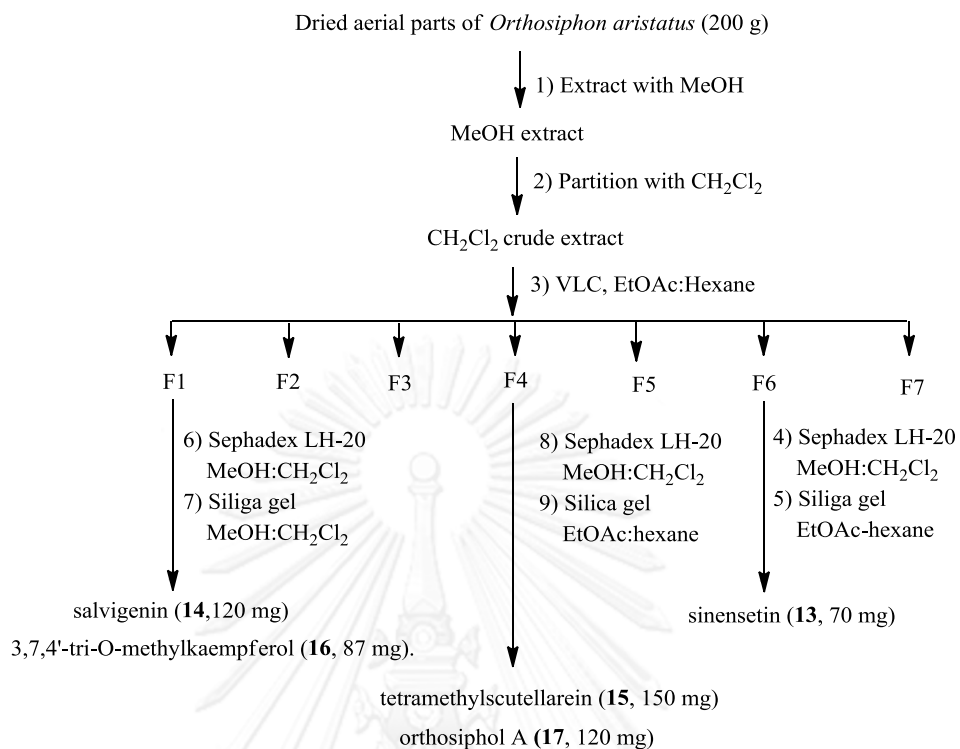 Dried aerial parts of Orthosiphon aristatus (200 g)
1) Extract with MeOH
MeOH extract
2) Partition with CH₂Cl₂
CH₂Cl₂ crude extract
3) VLC, EtOAc:Hexane
F1 F2 F3 F4 F5 F6 F7
6) Sephadex LH-20
MeOH:CH₂Cl₂
7) Siliga gel
MeOH:CH₂Cl₂
8) Sephadex LH-20
MeOH:CH₂Cl₂
9) Silica gel
EtOAc:hexane
4) Sephadex LH-20
MeOH:CH₂Cl₂
5) Siliga gel
EtOAc-hexane
salvigenin (14,120 mg)
3,7,4'-tri-O-methylkaempferol (16, 87 mg).
sinensetin (13, 70 mg)
tetramethylscutellarein (15, 150 mg)
orthosiphol A (17, 120 mg)